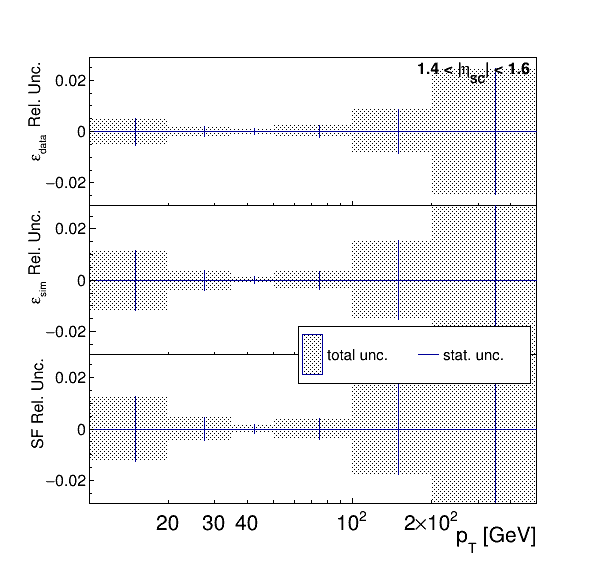 1.4 < |η_SC| < 1.6
ε_data Rel. Unc.
0.02
0
−0.02
ε_sim Rel. Unc.
0.02
0
−0.02
total unc.
stat. unc.
SF Rel. Unc.
0.02
0
−0.02
20 30 40 10² 2×10²
p_T [GeV]